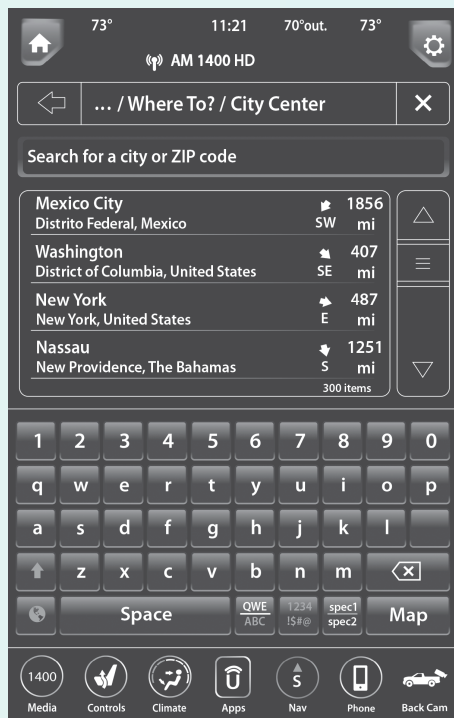 73° 11:21 70°out. 73°
AM 1400 HD
... / Where To? / City Center X
Search for a city or ZIP code
Mexico City 1856
Distrito Federal, Mexico SW mi
Washington 407
District of Columbia, United States SE mi
New York 487
New York, United States E mi
Nassau 1251
New Providence, The Bahamas S mi
300 items
1 2 3 4 5 6 7 8 9 0
q w e r t y u i o p
a s d f g h j k l
z x c v b n m
Space QWE ABC 1234 !$#@ spec1 spec2 Map
1400 S
Media Controls Climate Apps Nav Phone Back Cam